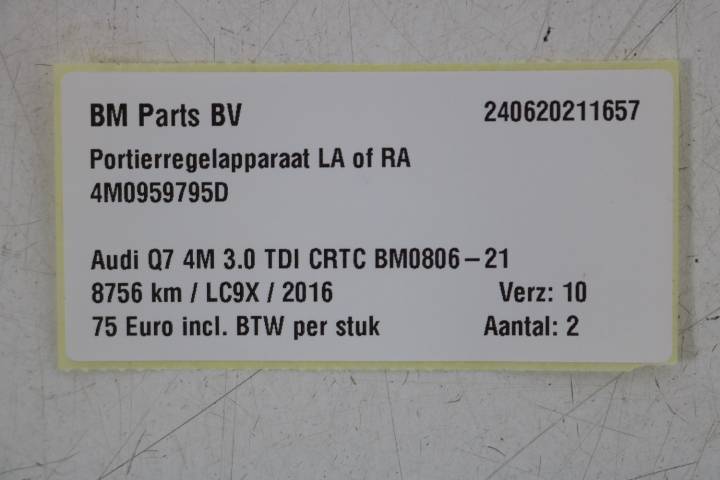 BM Parts BV 240620211657
Portierregelapparaat LA of RA
4M0959795D
Audi Q7 4M 3.0 TDI CRTC BM0806-21
8756 km / LC9X / 2016 Verz: 10
75 Euro incl. BTW per stuk Aantal: 2